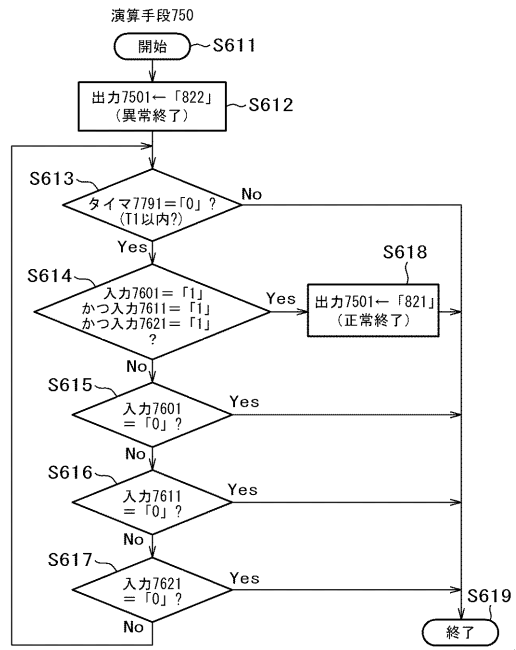 演算手段750
開始
S611
出力7501←「822」
(異常終了)
S612
S613
タイマ7791=「0」?
(T1以内?)
No
Yes
S614
入力7601=「1」
かつ入力7611=「1」
かつ入力7621=「1」
?
Yes
No
S618
出力7501←「821」
(正常終了)
S615
入力7601
=「0」?
Yes
No
S616
入力7611
=「0」?
Yes
No
S617
入力7621
=「0」?
Yes
No
S619
終了